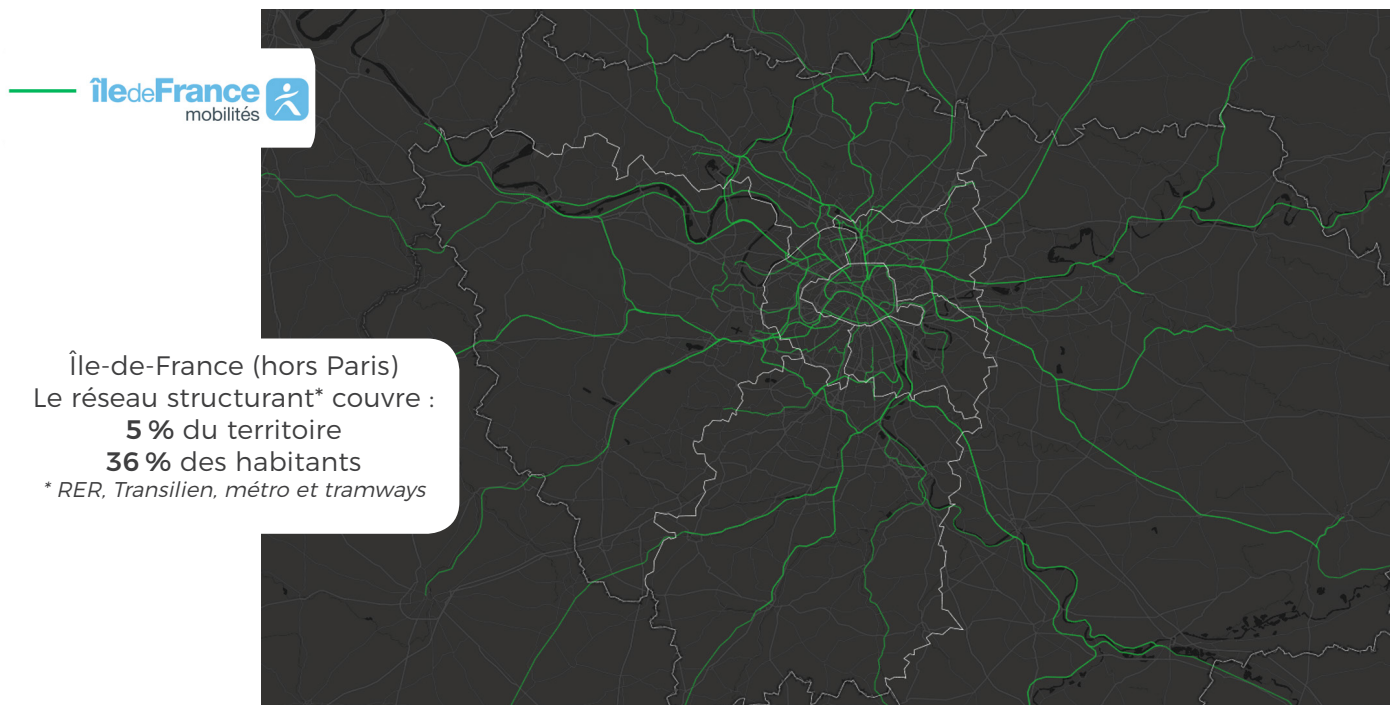 îledeFrance
mobilités
Île-de-France (hors Paris)
Le réseau structurant* couvre :
5 % du territoire
36 % des habitants
* RER, Transilien, métro et tramways